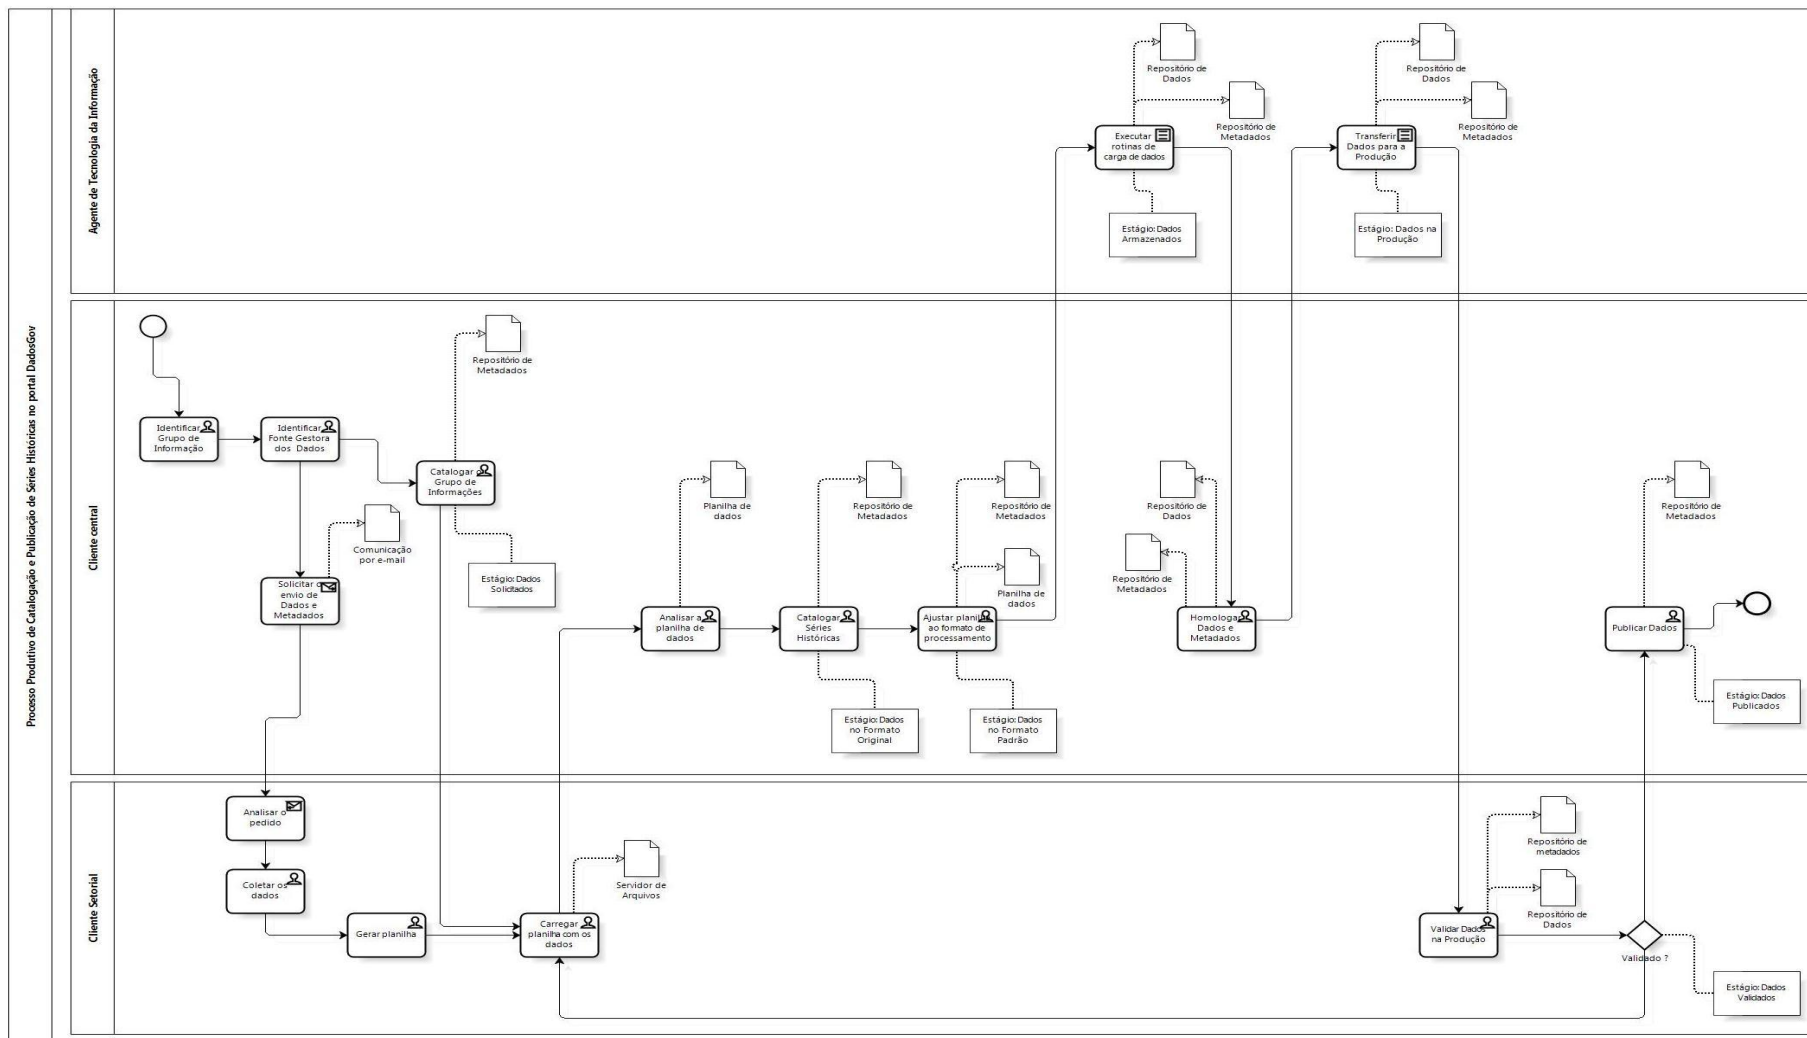 Processo Produtivo de Catalogação e Publicação de Séries Históricas no portal DadosGov
Agente de Tecnologia da Informação
Repositório de
Dados
Repositório de
Metadados
Executar
rotinas de
carga de dados
Estágio: Dados
Armazenados
Repositório de
Dados
Repositório de
Metadados
Transferir
Dados para a
Produção
Estágio: Dados na
Produção
Cliente central
Identificar
Grupo de
Informação
Identificar
Fonte Gestora
dos Dados
Repositório de
Metadados
Catalogar o
Grupo de
Informações
Comunicação
por e-mail
Solicitar o
envio de
Dados e
Metadados
Estágio: Dados
Solicitados
Planilha de
dados
Analisar a
planilha de
dados
Repositório de
Metadados
Catalogar
Séries
Históricas
Estágio: Dados
no Formato
Original
Repositório de
Metadados
Planilha de
dados
Ajustar planilha
ao formato de
processamento
Estágio: Dados
no Formato
Padrão
Repositório de
Dados
Repositório de
Metadados
Homologar
Dados e
Metadados
Repositório de
Metadados
Publicar Dados
Estágio: Dados
Publicados
Cliente Setorial
Analisar o
pedido
Coletar os
dados
Gerar planilha
Servidor de
Arquivos
Carregar
planilha com os
dados
Repositório de
metadados
Repositório de
Dados
Validar Dados
na Produção
Validado ?
Estágio: Dados
Validados